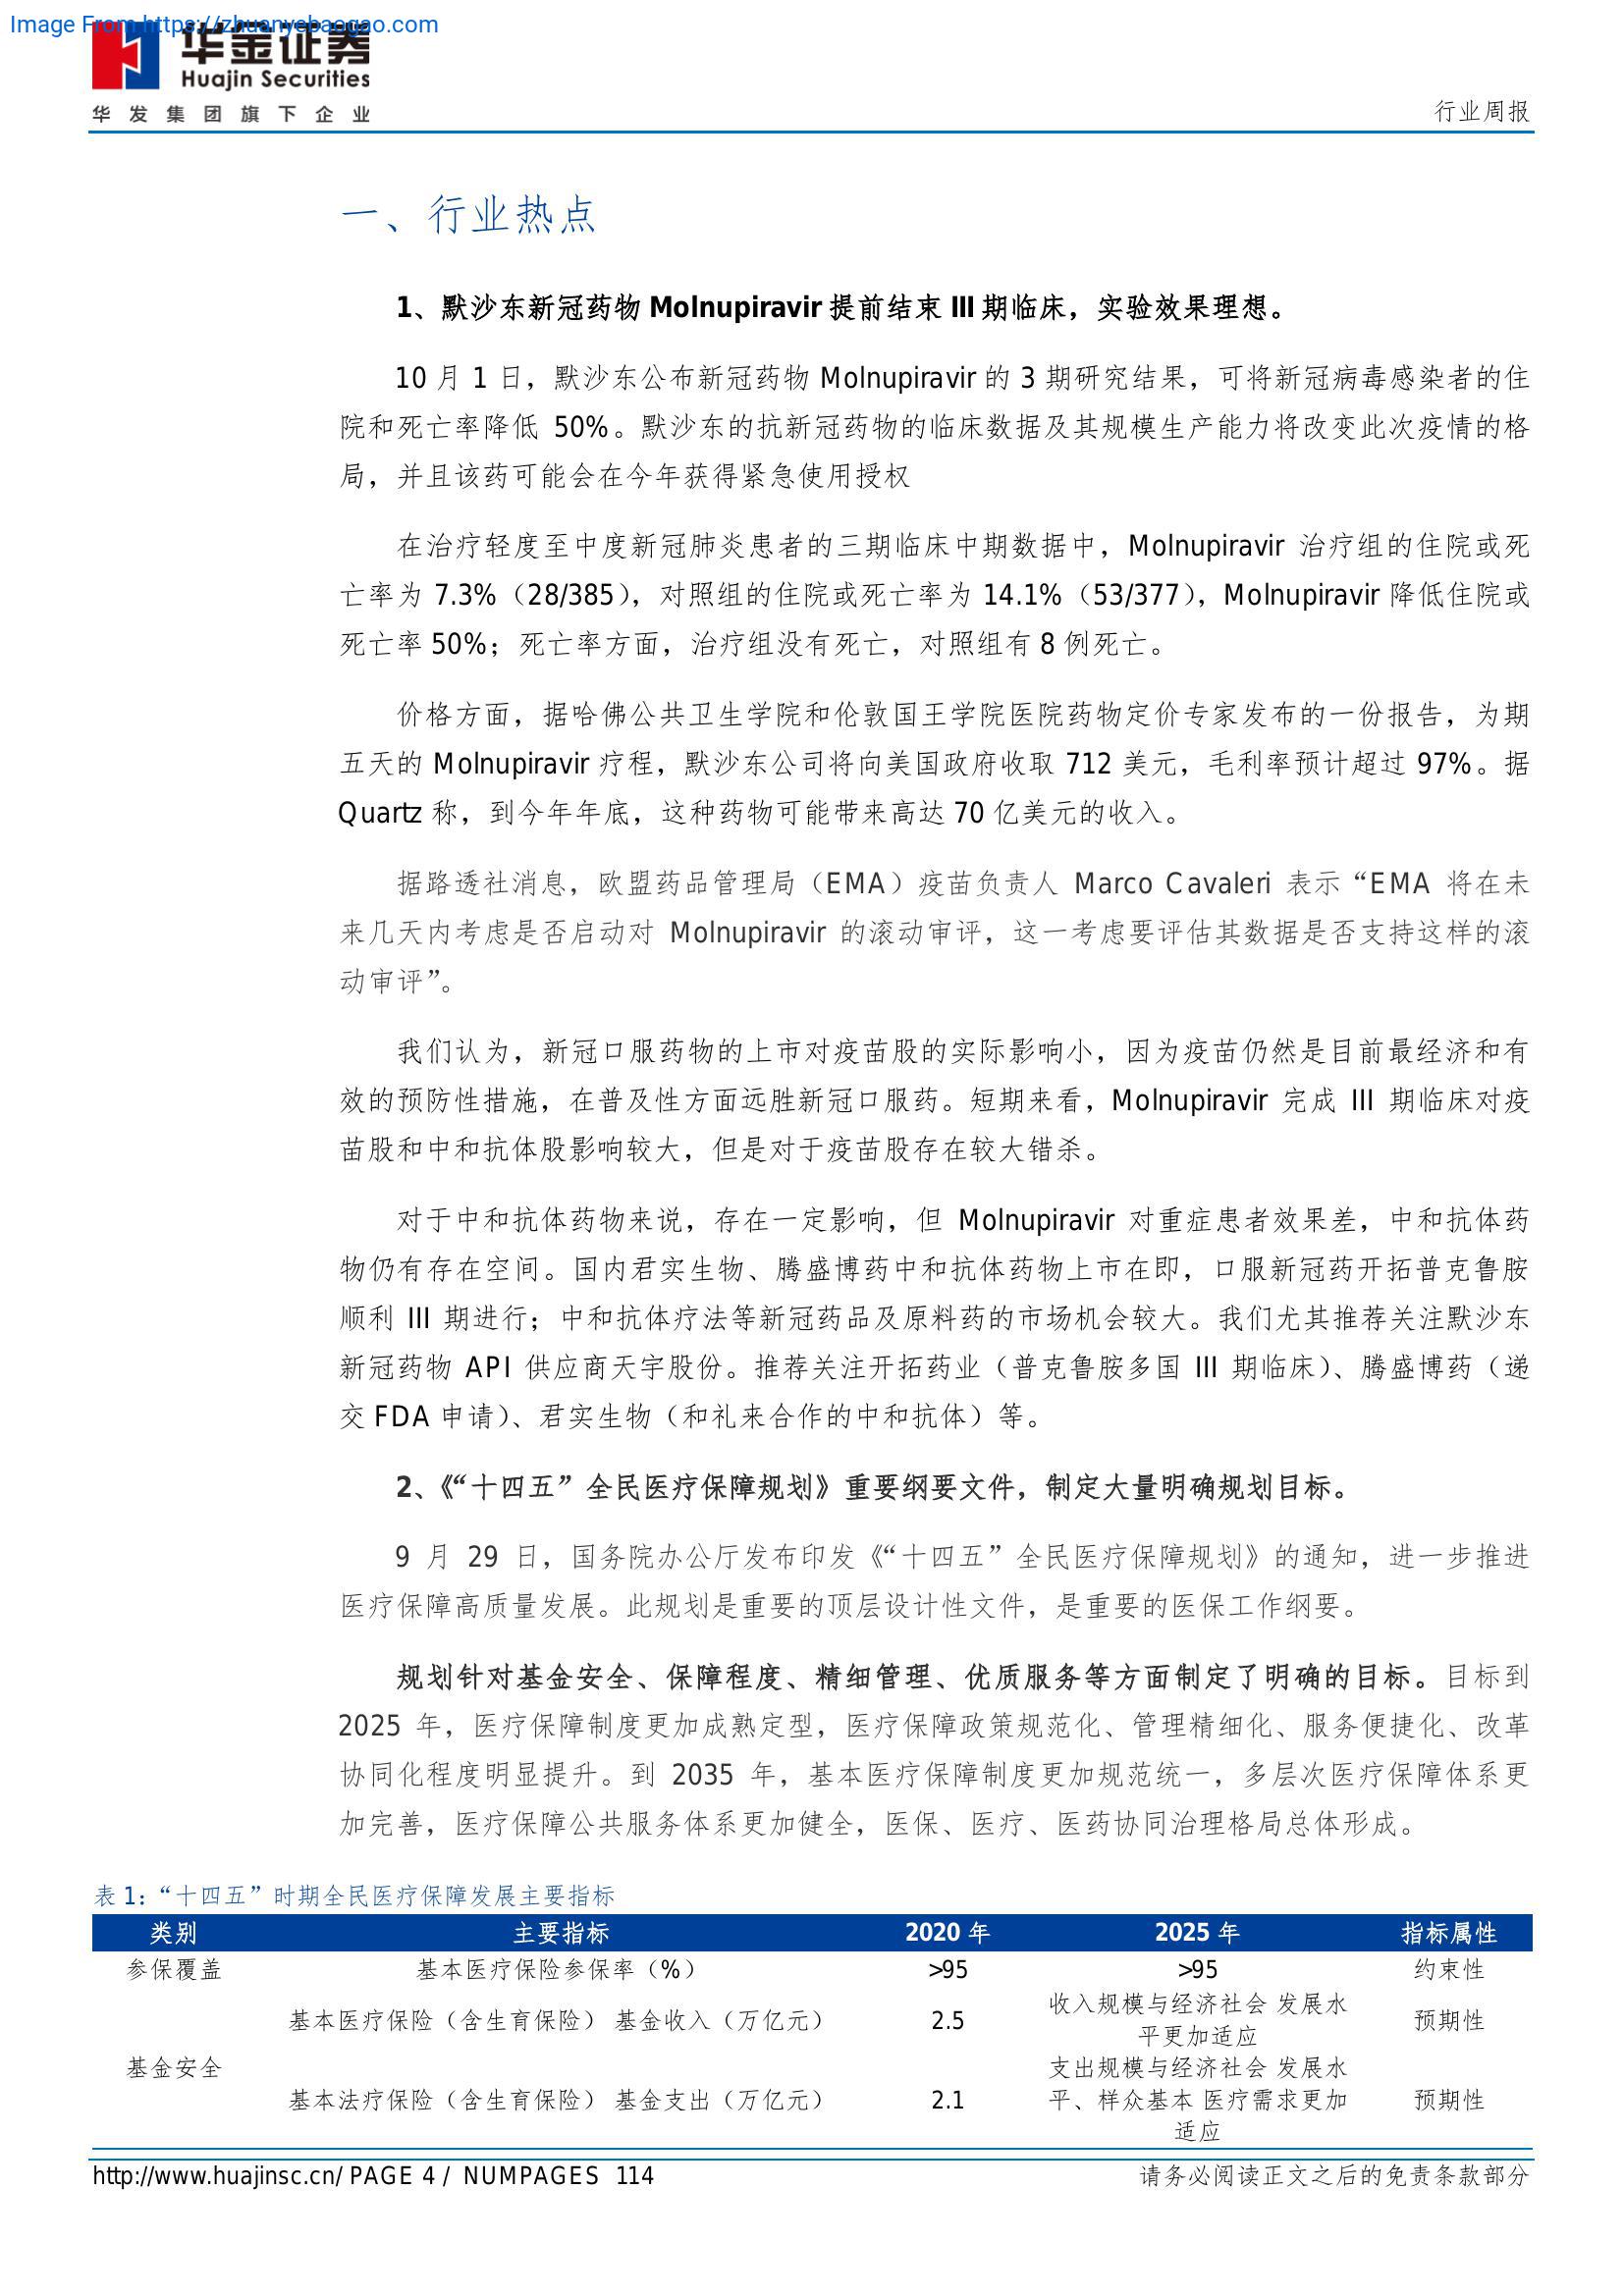 Image From https://zhuanyebaogao.com
华金证券
Huajin Securities
华发集团旗下企业
行业周报
一、行业热点
1、默沙东新冠药物 Molnupiravir 提前结束 III 期临床，实验效果理想。
10 月 1 日，默沙东公布新冠药物 Molnupiravir 的 3 期研究结果，可将新冠病毒感染者的住
院和死亡率降低 50%。默沙东的抗新冠药物的临床数据及其规模生产能力将改变此次疫情的格
局，并且该药可能会在今年获得紧急使用授权
在治疗轻度至中度新冠肺炎患者的三期临床中期数据中，Molnupiravir 治疗组的住院或死
亡率为 7.3%（28/385），对照组的住院或死亡率为 14.1%（53/377），Molnupiravir 降低住院或
死亡率 50%；死亡率方面，治疗组没有死亡，对照组有 8 例死亡。
价格方面，据哈佛公共卫生学院和伦敦国王学院医院药物定价专家发布的一份报告，为期
五天的 Molnupiravir 疗程，默沙东公司将向美国政府收取 712 美元，毛利率预计超过 97%。据
Quartz 称，到今年年底，这种药物可能带来高达 70 亿美元的收入。
据路透社消息，欧盟药品管理局（EMA）疫苗负责人 Marco Cavaleri 表示“EMA 将在未
来几天内考虑是否启动对 Molnupiravir 的滚动审评，这一考虑要评估其数据是否支持这样的滚
动审评”。
我们认为，新冠口服药物的上市对疫苗股的实际影响小，因为疫苗仍然是目前最经济和有
效的预防性措施，在普及性方面远胜新冠口服药。短期来看，Molnupiravir 完成 III 期临床对疫
苗股和中和抗体股影响较大，但是对于疫苗股存在较大错杀。
对于中和抗体药物来说，存在一定影响，但 Molnupiravir 对重症患者效果差，中和抗体药
物仍有存在空间。国内君实生物、腾盛博药中和抗体药物上市在即，口服新冠药开拓普克鲁胺
顺利 III 期进行；中和抗体疗法等新冠药品及原料药的市场机会较大。我们尤其推荐关注默沙东
新冠药物 API 供应商天宇股份。推荐关注开拓药业（普克鲁胺多国 III 期临床）、腾盛博药（递
交 FDA 申请）、君实生物（和礼来合作的中和抗体）等。
2、《“十四五”全民医疗保障规划》重要纲要文件，制定大量明确规划目标。
9 月 29 日，国务院办公厅发布印发《“十四五”全民医疗保障规划》的通知，进一步推进
医疗保障高质量发展。此规划是重要的顶层设计性文件，是重要的医保工作纲要。
规划针对基金安全、保障程度、精细管理、优质服务等方面制定了明确的目标。目标到
2025 年，医疗保障制度更加成熟定型，医疗保障政策规范化、管理精细化、服务便捷化、改革
协同化程度明显提升。到 2035 年，基本医疗保障制度更加规范统一，多层次医疗保障体系更
加完善，医疗保障公共服务体系更加健全，医保、医疗、医药协同治理格局总体形成。
表 1：“十四五”时期全民医疗保障发展主要指标
类别 主要指标 2020 年 2025 年 指标属性
参保覆盖 基本医疗保险参保率（%） >95 >95 约束性
基本医疗保险（含生育保险） 基金收入（万亿元） 2.5 收入规模与经济社会 发展水 预期性
平更加适应
基金安全 支出规模与经济社会 发展水
基本法疗保险（含生育保险） 基金支出（万亿元） 2.1 平、样众基本 医疗需求更加 预期性
适应
http://www.huajinsc.cn/ PAGE 4 / NUMPAGES 114 请务必阅读正文之后的免责条款部分